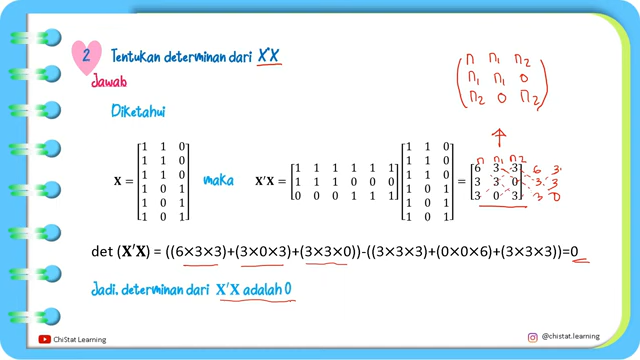 2 Tentukan determinan dari X'X
Jawab
Diketahui
n n₁ n₂
n₁ n₁ 0
n₂ 0 n₂
X =
1 1 0
1 1 0
1 1 0
1 0 1
1 0 1
1 0 1
maka
X'X =
1 1 1 1 1 1
1 1 1 0 0 0
0 0 0 1 1 1
1 1 0
1 1 0
1 1 0
1 0 1
1 0 1
1 0 1
=
n n₁ n₂
6 3 3
3 3 0
3 0 3
6 3
3 3
3 0
det (X'X) = ((6×3×3)+(3×0×3)+(3×3×0))-((3×3×3)+(0×0×6)+(3×3×3))=0
Jadi. determinan dari X'X adalah 0
ChiStat Learning
@chistat.learning